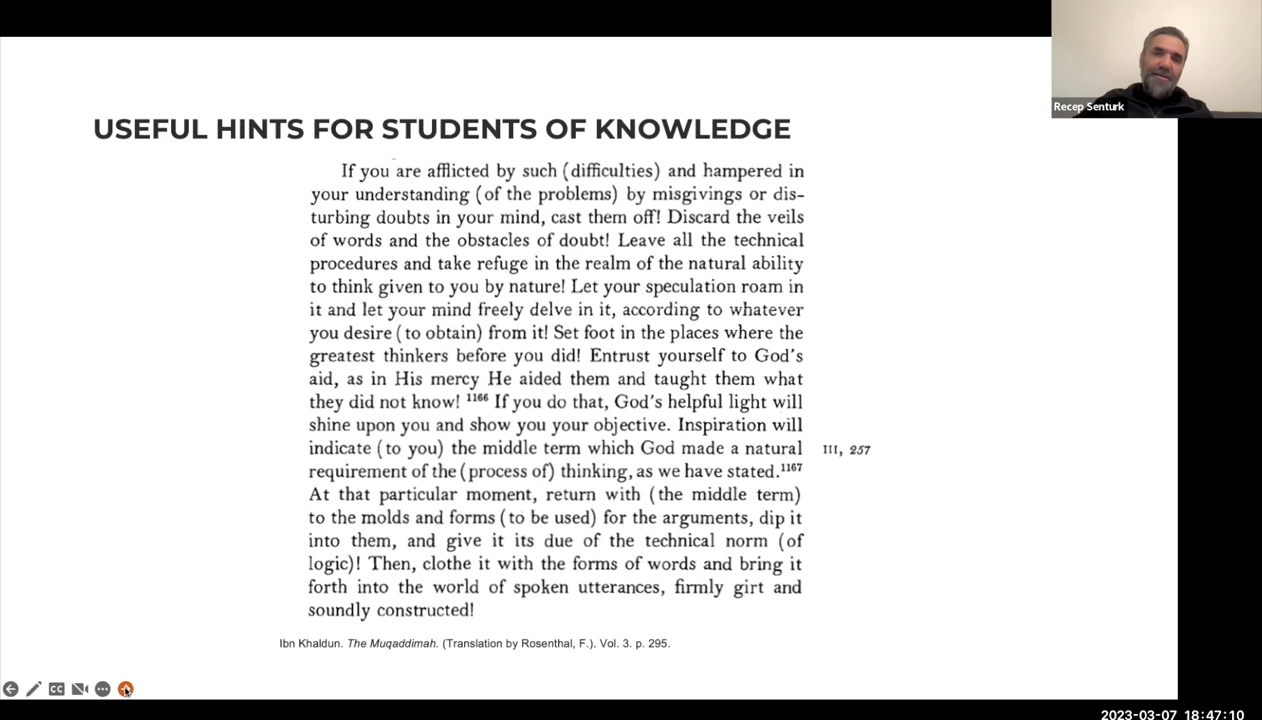 Recep Senturk
USEFUL HINTS FOR STUDENTS OF KNOWLEDGE
If you are afflicted by such (difficulties) and hampered in
your understanding (of the problems) by misgivings or dis-
turbing doubts in your mind, cast them off! Discard the veils
of words and the obstacles of doubt! Leave all the technical
procedures and take refuge in the realm of the natural ability
to think given to you by nature! Let your speculation roam in
it and let your mind freely delve in it, according to whatever
you desire (to obtain) from it! Set foot in the places where the
greatest thinkers before you did! Entrust yourself to God's
aid, as in His mercy He aided them and taught them what
they did not know! 1166 If you do that, God's helpful light will
shine upon you and show you your objective. Inspiration will
indicate (to you) the middle term which God made a natural
III, 257
requirement of the (process of) thinking, as we have stated.1167
At that particular moment, return with (the middle term)
to the molds and forms (to be used) for the arguments, dip it
into them, and give it its due of the technical norm (of
logic)! Then, clothe it with the forms of words and bring it
forth into the world of spoken utterances, firmly girt and
soundly constructed!
Ibn Khaldun. The Muqaddimah. (Translation by Rosenthal, F.). Vol. 3. p. 295.
CC
2023-03-07 18:47:10